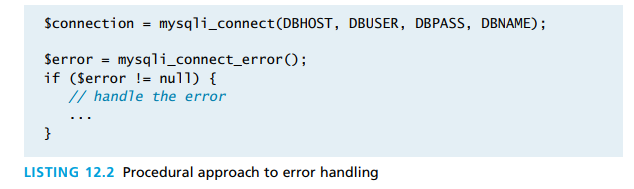 $connection = mysqli_connect(DBHOST, DBUSER, DBPASS, DBNAME);
$error = mysqli_connect_error();
if ($error != null) {
// handle the error
...
}
LISTING 12.2 Procedural approach to error handling